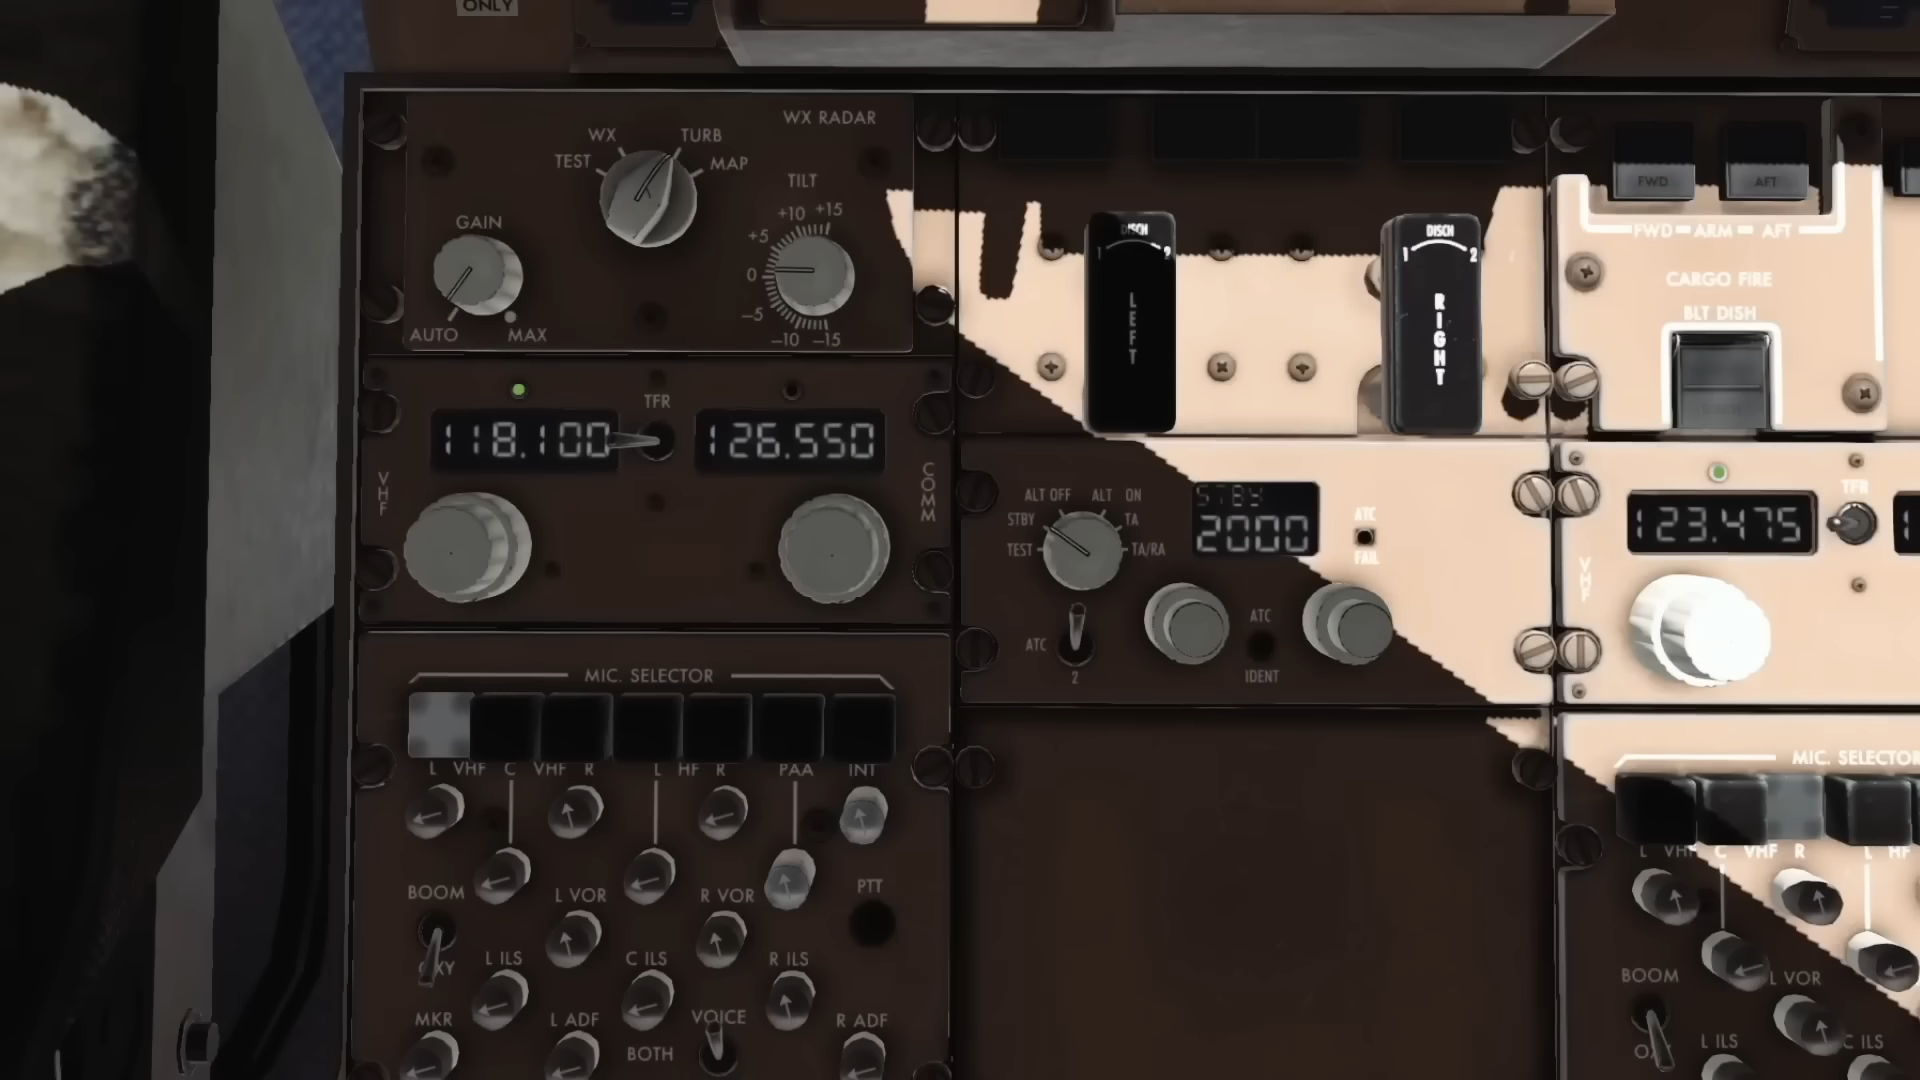 ONLY
WX RADAR
WX TURB
TEST MAP
TILT
+10 +15
+5
0
-5
-10 -15
GAIN
AUTO MAX
TFR
118.100 126.550
VHF COMM
MIC. SELECTOR
L VHF C VHF R L HF R PAA INT
BOOM
OXY
L VOR R VOR PTT
L ILS C ILS R ILS
MKR L ADF VOICE R ADF
BOTH
DISCH
1 2
LEFT
DISCH
1 2
RIGHT
FWD AFT
FWD ARM AFT
CARGO FIRE
BLT DISH
ALT OFF ALT ON
STBY TA
TEST TA/RA
STBY
2000
ATC
FAIL
ATC
2
ATC
IDENT
TFR
123.475
VHF
MIC. SELECTOR
L VHF C VHF R L HF
BOOM L VOR
L ILS C ILS